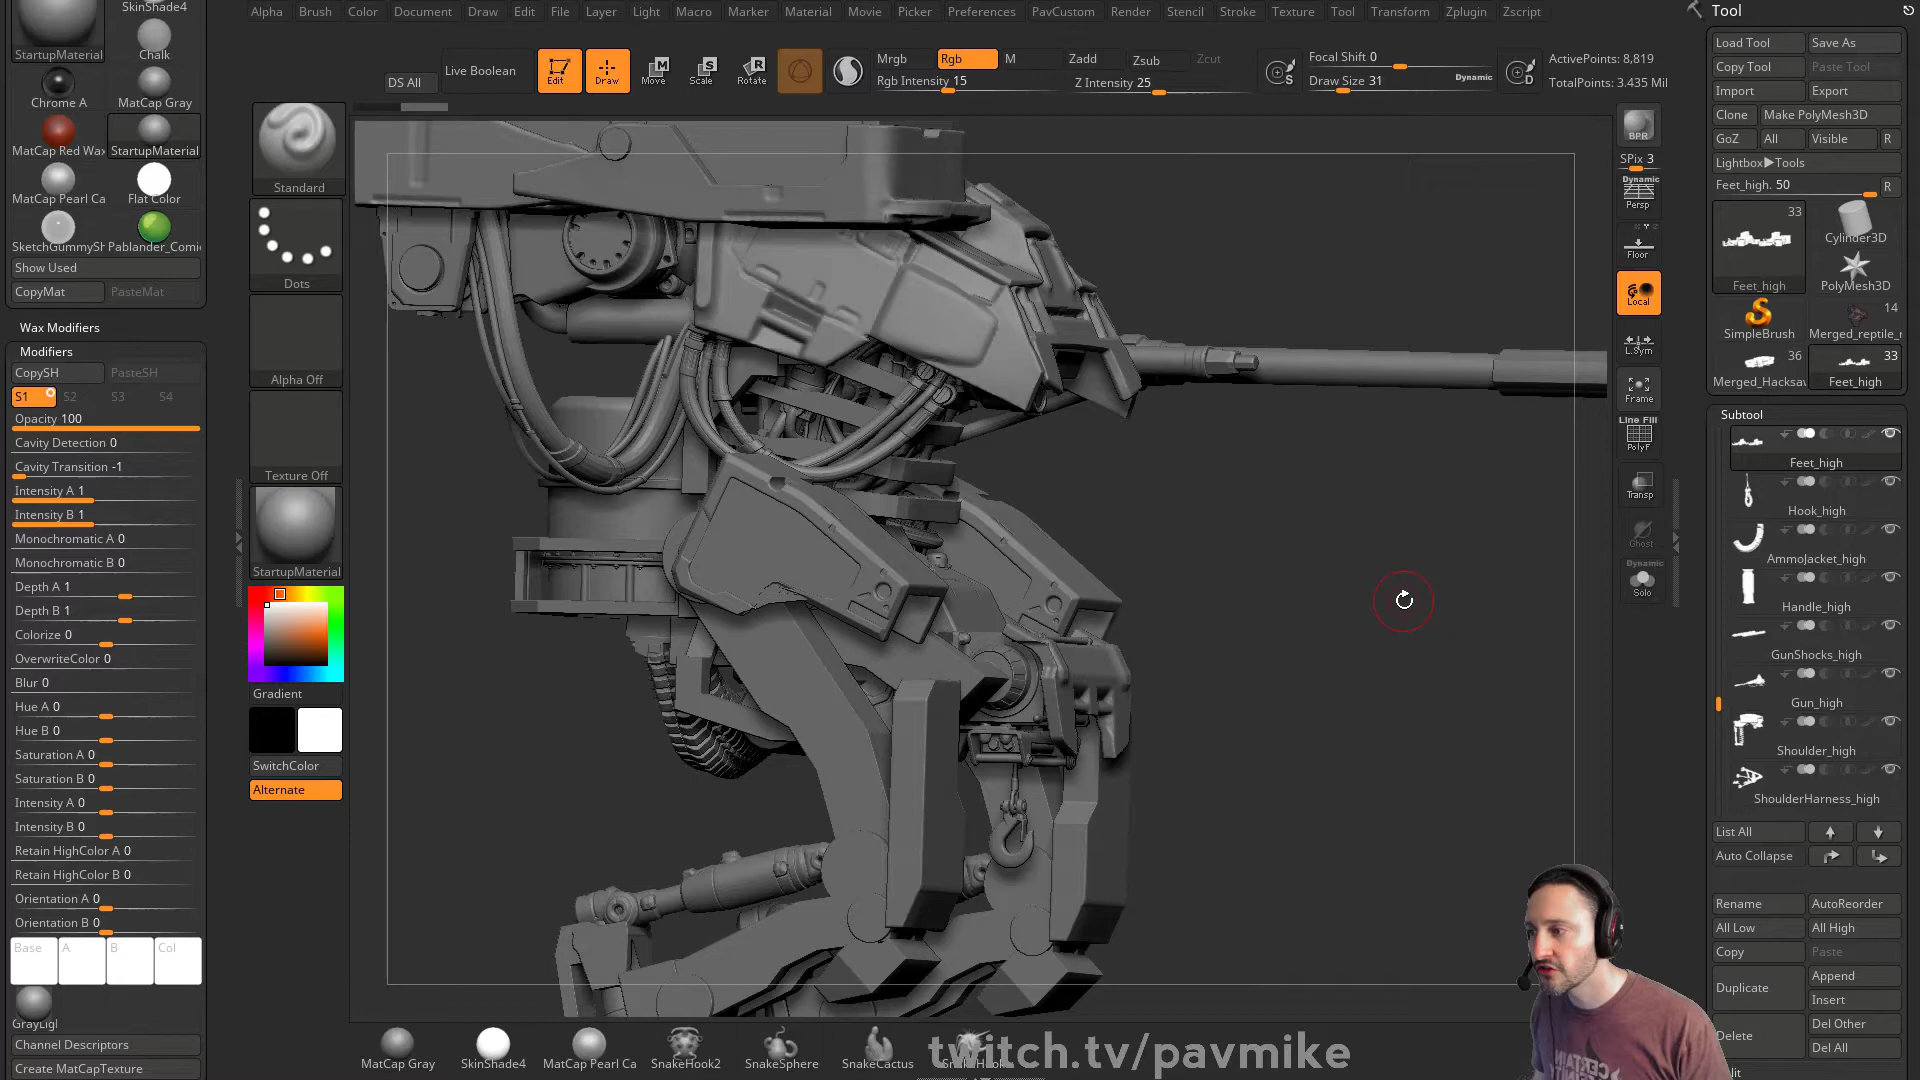 Alpha Brush Color Document Draw Edit File Layer Light Macro Marker Material Movie Picker Preferences PavCustom Render Stencil Stroke Texture Tool Transform Zplugin Zscript
SkinShade4
StartupMaterial
Chalk
Chrome A
MatCap Gray
MatCap Red Wax
StartupMaterial
MatCap Pearl Ca
Flat Color
SketchGummySh
Pablander_Comi
Show Used
CopyMat
PasteMat
Wax Modifiers
Modifiers
CopySH
PasteSH
S1 S2 S3 S4
Opacity 100
Cavity Detection 0
Cavity Transition -1
Intensity A 1
Intensity B 1
Monochromatic A 0
Monochromatic B 0
Depth A 1
Depth B 1
Colorize 0
OverwriteColor 0
Blur 0
Hue A 0
Hue B 0
Saturation A 0
Saturation B 0
Intensity A 0
Intensity B 0
Retain HighColor A 0
Retain HighColor B 0
Orientation A 0
Orientation B 0
Base A B Col
GrayLigl
Channel Descriptors
Create MatCapTexture
DS All
Live Boolean
Edit
Draw
Move
Scale
Rotate
Mrgb
Rgb
M
Zadd
Zsub
Zcut
Rgb Intensity 15
Z Intensity 25
Focal Shift 0
Draw Size 31
Dynamic
ActivePoints: 8,819
TotalPoints: 3.435 Mil
Standard
Dots
Alpha Off
Texture Off
StartupMaterial
Gradient
SwitchColor
Alternate
BPR
SPix 3
Dynamic
Persp
Floor
Local
L.Sym
Frame
Line Fill
PolyF
Transp
Ghost
Dynamic
Solo
Tool
Load Tool
Save As
Copy Tool
Paste Tool
Import
Export
Clone
Make PolyMesh3D
GoZ
All
Visible
R
Lightbox▶Tools
Feet_high. 50
R
33
Feet_high
Cylinder3D
PolyMesh3D
SimpleBrush
14
Merged_reptile_r
36
Merged_Hacksaw
33
Feet_high
Subtool
Feet_high
Hook_high
AmmoJacket_high
Handle_high
GunShocks_high
Gun_high
Shoulder_high
ShoulderHarness_high
List All
Auto Collapse
Rename
AutoReorder
All Low
All High
Copy
Paste
Duplicate
Append
Insert
Delete
Del Other
Del All
MatCap Gray
SkinShade4
MatCap Pearl Ca
SnakeHook2
SnakeSphere
SnakeCactus
twitch.tv/pavmike